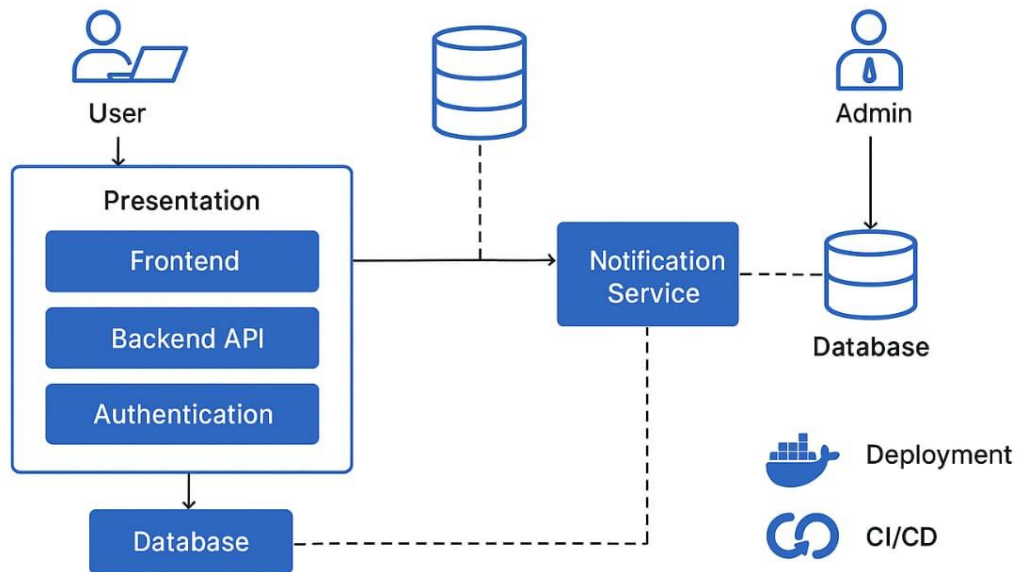 User
Admin
Presentation
Frontend
Backend API
Authentication
Database
Notification
Service
Database
Deployment
CI/CD